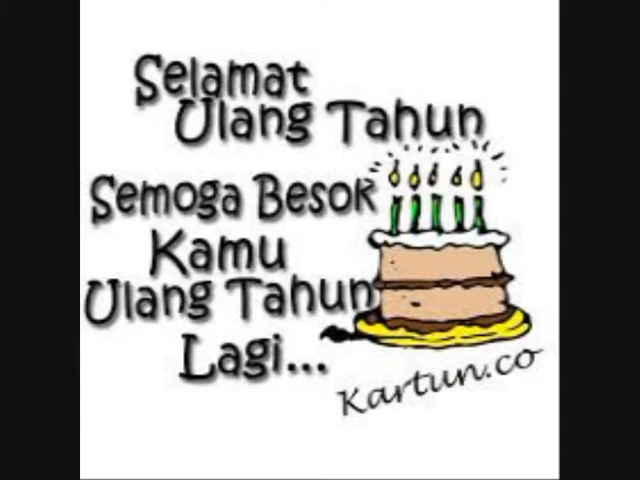 Selamat
Ulang Tahun
Semoga Besok
Kamu
Ulang Tahun
Lagi...
Kartun.co